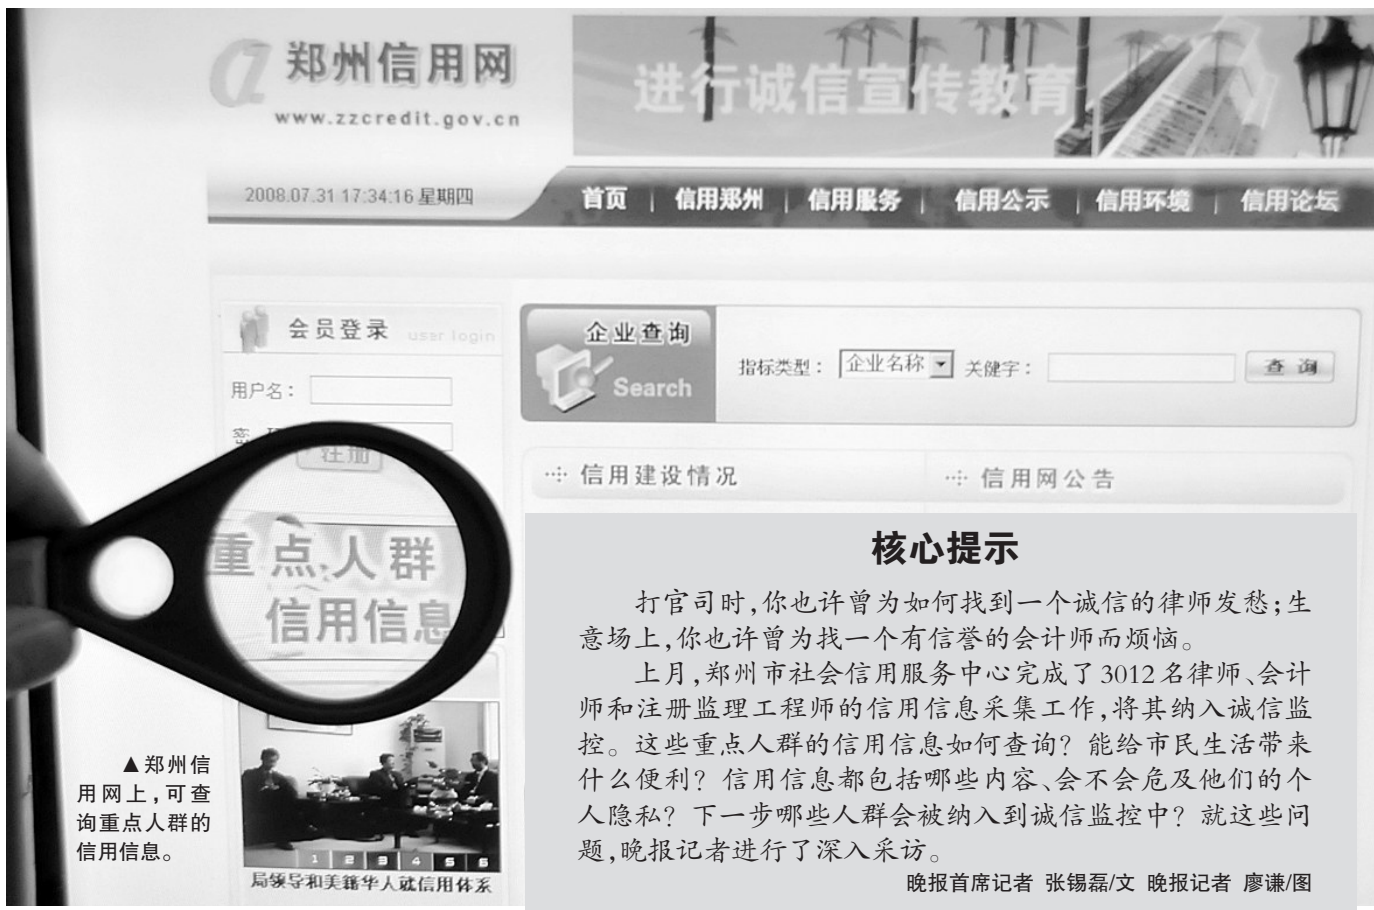 郑州信用网
www.zzcredit.gov.cn
进行诚信宣传教育
2008.07.31 17:34:16 星期四
首页 | 信用郑州 | 信用服务 | 信用公示 | 信用环境 | 信用论坛
会员登录 user login
用户名：
企业查询
Search
指标类型： 企业名称 关健字： 查 询
注册
信用建设情况
信用网公告
重点人群
信用信息
1 2 3 4 5 6
局领导和美籍华人就信用体系
▲郑州信
用网上，可查
询重点人群的
信用信息。
核心提示
打官司时，你也许曾为如何找到一个诚信的律师发愁；生
意场上，你也许曾为找一个有信誉的会计师而烦恼。
上月，郑州市社会信用服务中心完成了3012名律师、会计
师和注册监理工程师的信用信息采集工作，将其纳入诚信监
控。这些重点人群的信用信息如何查询？能给市民生活带来
什么便利？信用信息都包括哪些内容、会不会危及他们的个
人隐私？下一步哪些人群会被纳入到诚信监控中？就这些问
题，晚报记者进行了深入采访。
晚报首席记者 张锡磊/文 晚报记者 廖谦/图